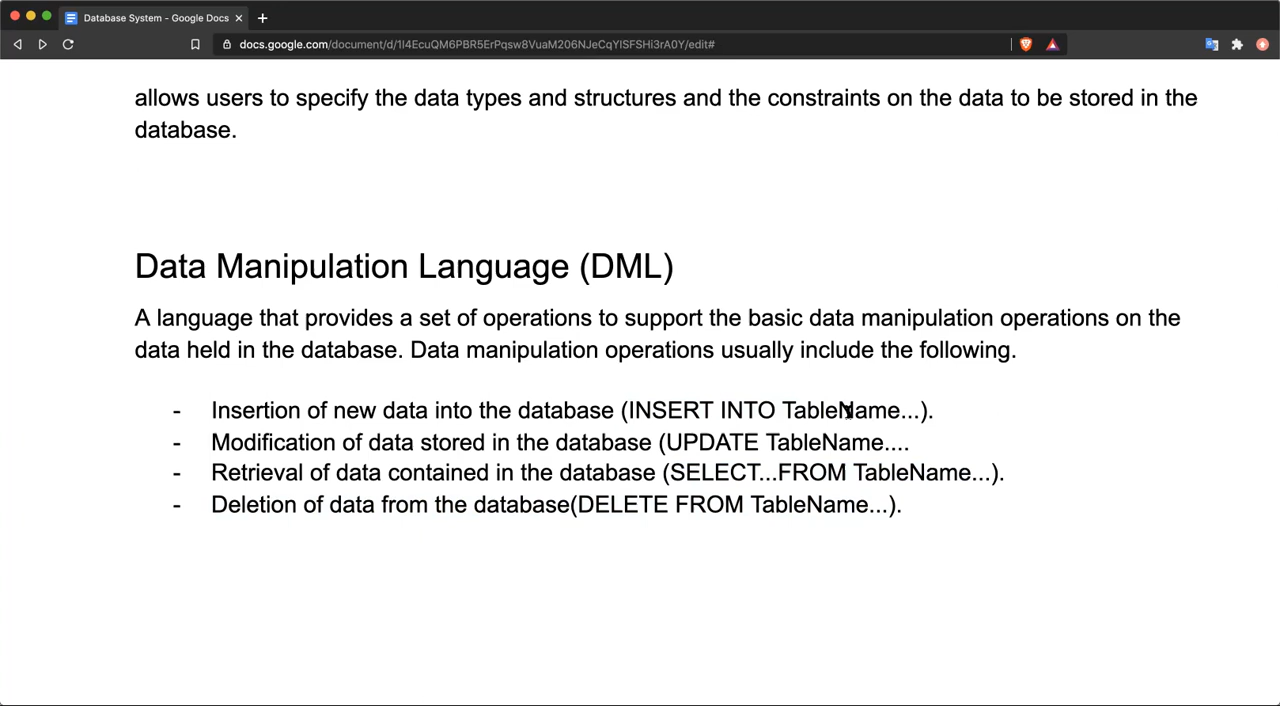 Database System - Google Docs
docs.google.com/document/d/1I4EcuQM6PBR5ErPqsw8VuaM206NJeCqYISFSHi3rA0Y/edit#
allows users to specify the data types and structures and the constraints on the data to be stored in the
database.
Data Manipulation Language (DML)
A language that provides a set of operations to support the basic data manipulation operations on the
data held in the database. Data manipulation operations usually include the following.
- Insertion of new data into the database (INSERT INTO TableName...).
- Modification of data stored in the database (UPDATE TableName....
- Retrieval of data contained in the database (SELECT...FROM TableName...).
- Deletion of data from the database(DELETE FROM TableName...).